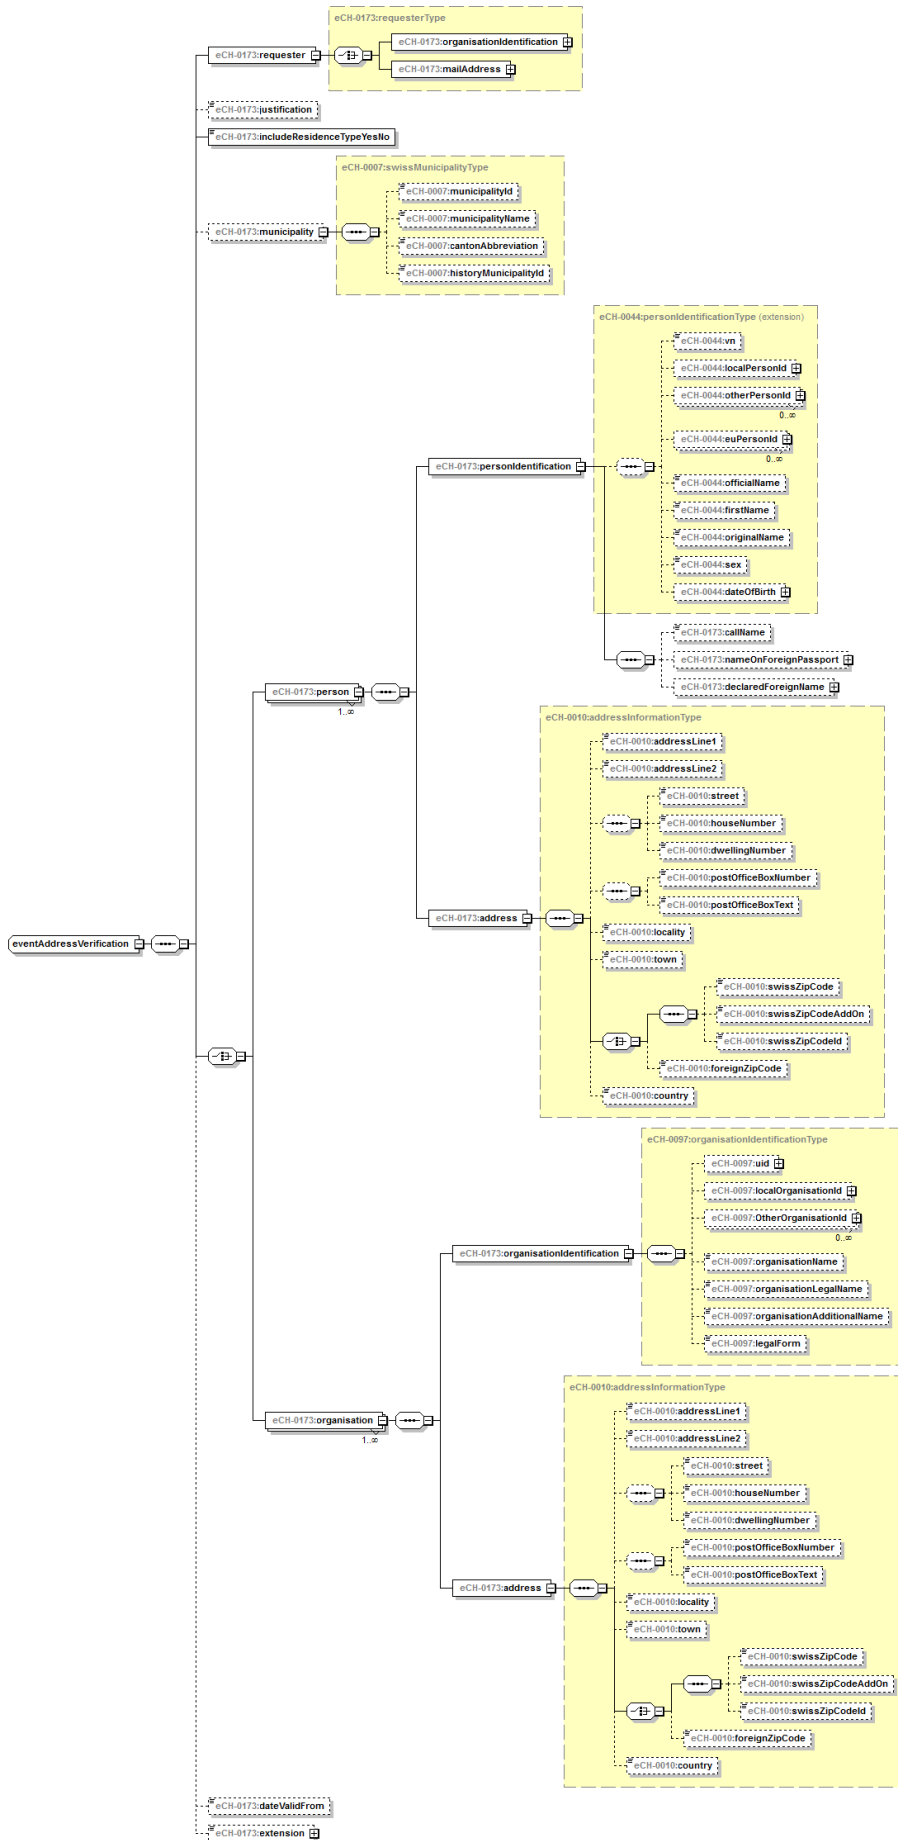 eCH-0173:requesterType
eCH-0173:requester
eCH-0173:organisationIdentification
eCH-0173:mailAddress
eCH-0173:justification
eCH-0173:includeResidenceTypeYesNo
eCH-0007:swissMunicipalityType
eCH-0173:municipality
eCH-0007:municipalityId
eCH-0007:municipalityName
eCH-0007:cantonAbbreviation
eCH-0007:historyMunicipalityId
eCH-0044:personIdentificationType (extension)
eCH-0044:vn
eCH-0044:localPersonId
eCH-0044:otherPersonId
0..∞
eCH-0044:euPersonId
0..∞
eCH-0173:personIdentification
eCH-0044:officialName
eCH-0044:firstName
eCH-0044:originalName
eCH-0044:sex
eCH-0044:dateOfBirth
eCH-0173:callName
eCH-0173:nameOnForeignPassport
eCH-0173:declaredForeignName
eCH-0173:person
1..∞
eCH-0010:addressInformationType
eCH-0010:addressLine1
eCH-0010:addressLine2
eCH-0010:street
eCH-0010:houseNumber
eCH-0010:dwellingNumber
eCH-0010:postOfficeBoxNumber
eCH-0010:postOfficeBoxText
eCH-0173:address
eCH-0010:locality
eCH-0010:town
eventAddressVerification
eCH-0010:swissZipCode
eCH-0010:swissZipCodeAddOn
eCH-0010:swissZipCodeId
eCH-0010:foreignZipCode
eCH-0010:country
eCH-0097:organisationIdentificationType
eCH-0097:uid
eCH-0097:localOrganisationId
eCH-0097:OtherOrganisationId
0..∞
eCH-0173:organisationIdentification
eCH-0097:organisationName
eCH-0097:organisationLegalName
eCH-0097:organisationAdditionalName
eCH-0097:legalForm
eCH-0010:addressInformationType
eCH-0173:organisation
1..∞
eCH-0010:addressLine1
eCH-0010:addressLine2
eCH-0010:street
eCH-0010:houseNumber
eCH-0010:dwellingNumber
eCH-0010:postOfficeBoxNumber
eCH-0010:postOfficeBoxText
eCH-0173:address
eCH-0010:locality
eCH-0010:town
eCH-0010:swissZipCode
eCH-0010:swissZipCodeAddOn
eCH-0010:swissZipCodeId
eCH-0010:foreignZipCode
eCH-0010:country
eCH-0173:dateValidFrom
eCH-0173:extension